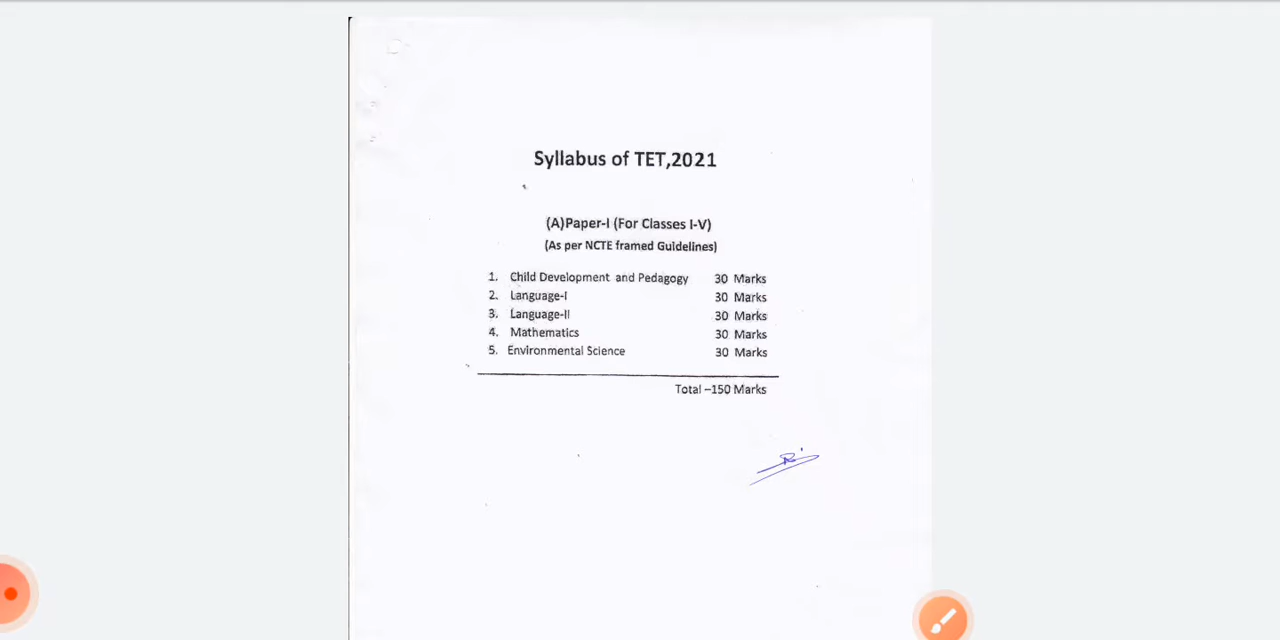 Syllabus of TET,2021
(A)Paper-I (For Classes I-V)
(As per NCTE framed Guidelines)
1. Child Development and Pedagogy 30 Marks
2. Language-I 30 Marks
3. Language-II 30 Marks
4. Mathematics 30 Marks
5. Environmental Science 30 Marks
Total –150 Marks